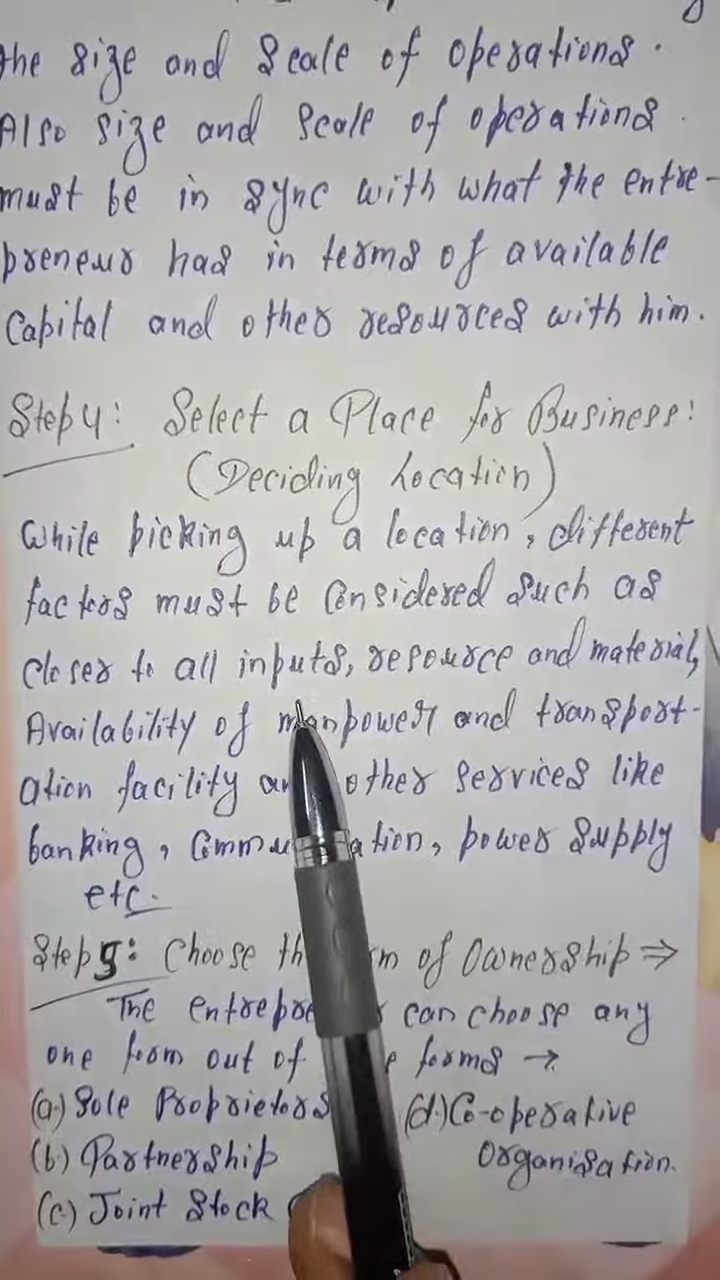 the size and scale of operations.
Also size and scale of operations
must be in sync with what the entre-
preneur has in terms of available
Capital and other resources with him.
Step 4: Select a Place for Business:
(Deciding Location)
While picking up a location, different
factors must be Considered such as
closer to all inputs, resource and material,
Availability of manpower and transport-
ation facility other services like
banking, power supply
etc.
Step 5: Choose of Ownership ⇒
The can choose any
one form out of forms →
(a.) Sole Proprietors
(d.) Co-operative
(b.) Partnership
Organisation.
(c.) Joint Stock